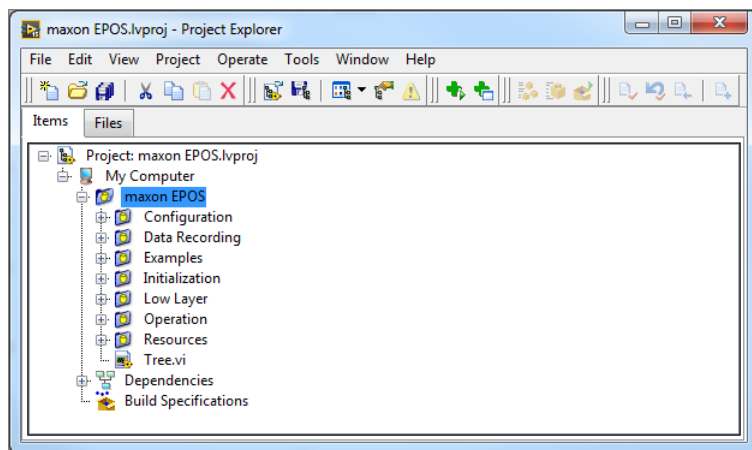 maxon EPOS.lvproj - Project Explorer
File Edit View Project Operate Tools Window Help
Items Files
Project: maxon EPOS.lvproj
My Computer
maxon EPOS
Configuration
Data Recording
Examples
Initialization
Low Layer
Operation
Resources
Tree.vi
Dependencies
Build Specifications